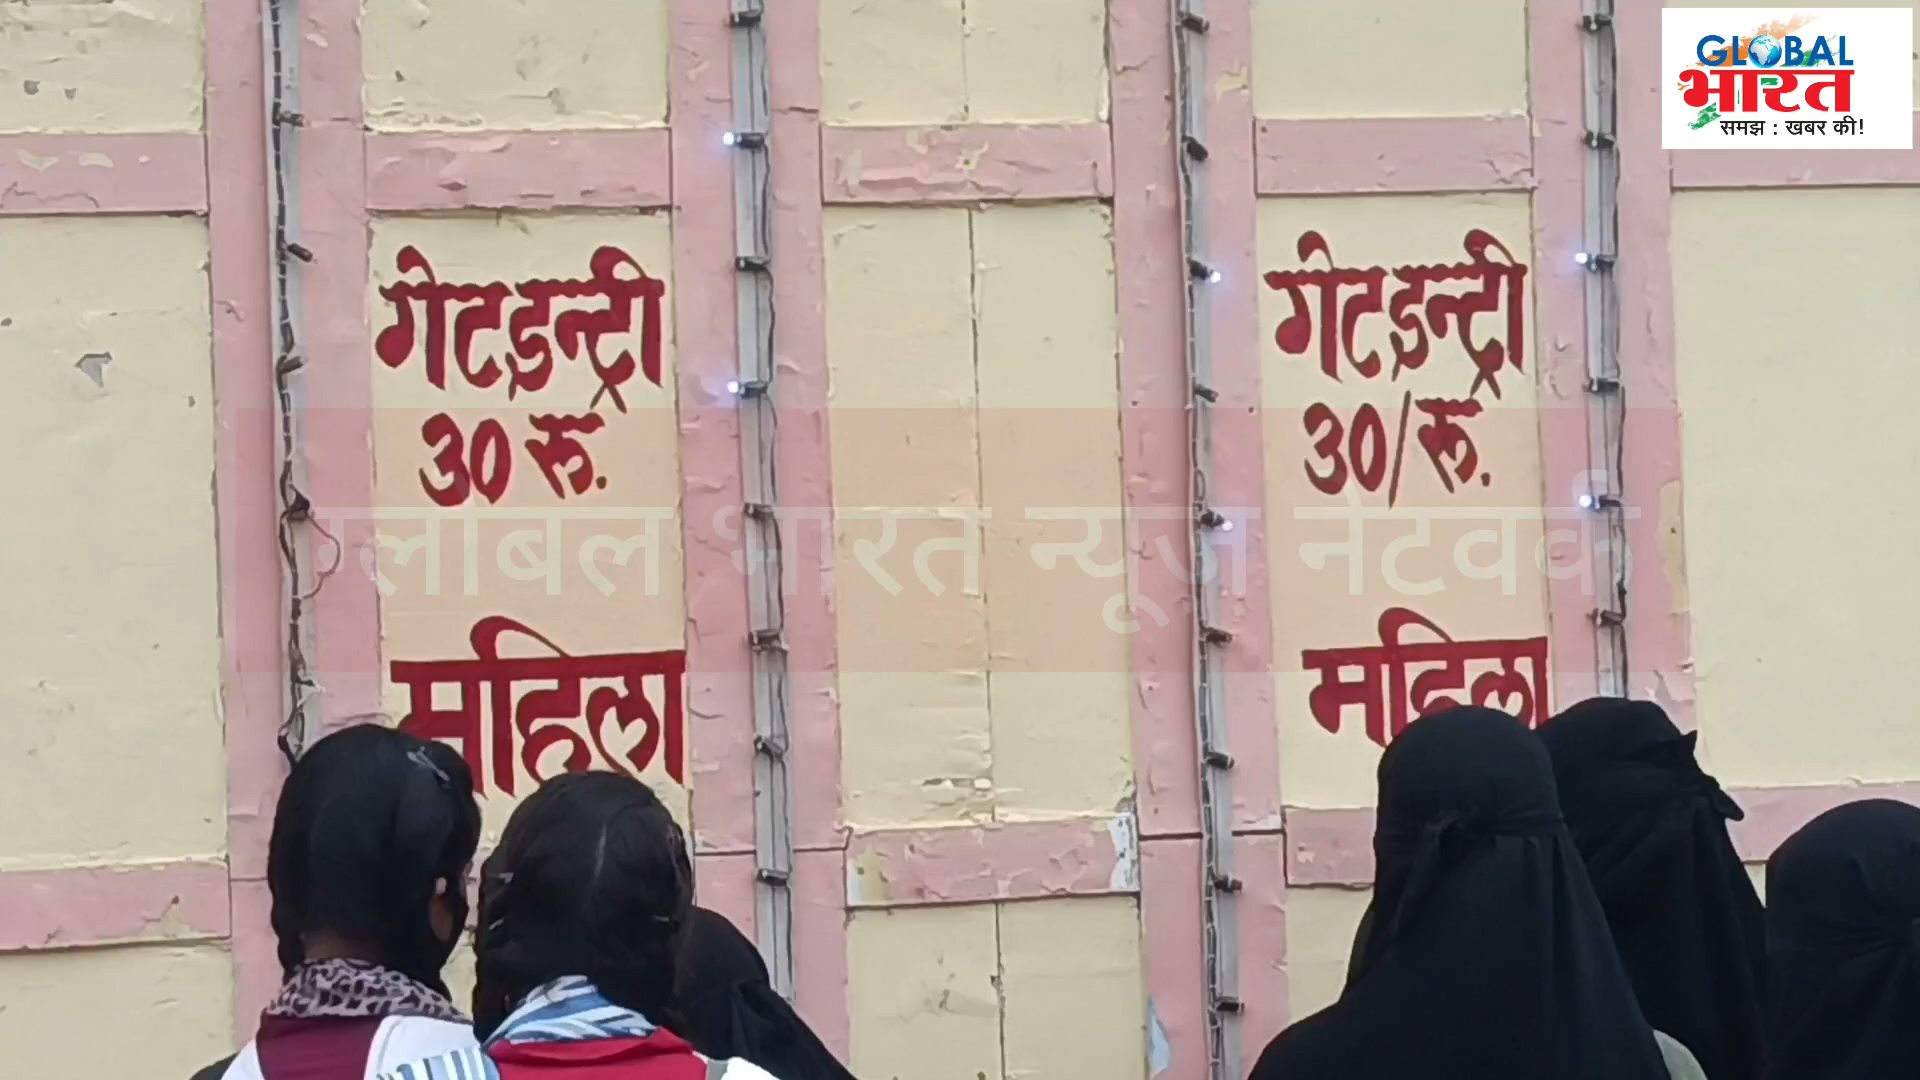 GLOBAL
भारत
समझ : खबर की!
गेटइन्ट्री
30 रू.
महिला
गेटइन्ट्री
30/रू.
महिला
ग्लोबल भारत न्यूज नेटवर्क